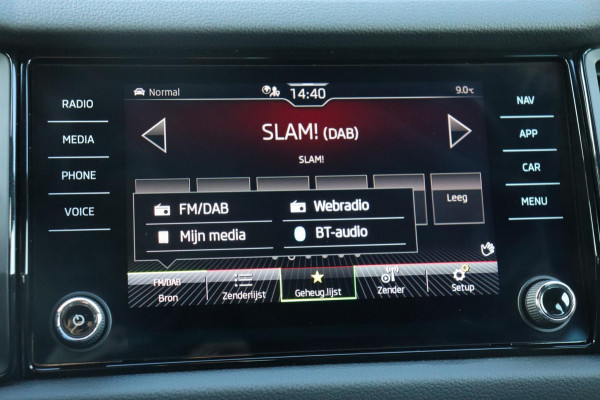 RADIO
MEDIA
PHONE
VOICE
Normal
14:40
9.0°C
SLAM! (DAB)
SLAM!
Leeg
FM/DAB
Webradio
Mijn media
BT-audio
FM/DAB
Bron
Zenderlijst
Geheug.lijst
Zender
Setup
NAV
APP
CAR
MENU